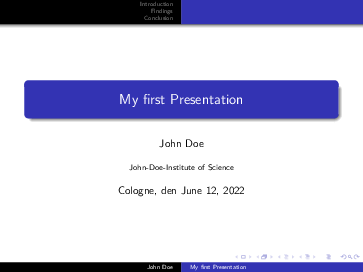 Introduction
Findings
Conclusion
My first Presentation
John Doe
John-Doe-Institute of Science
Cologne, den June 12, 2022
John Doe My first Presentation